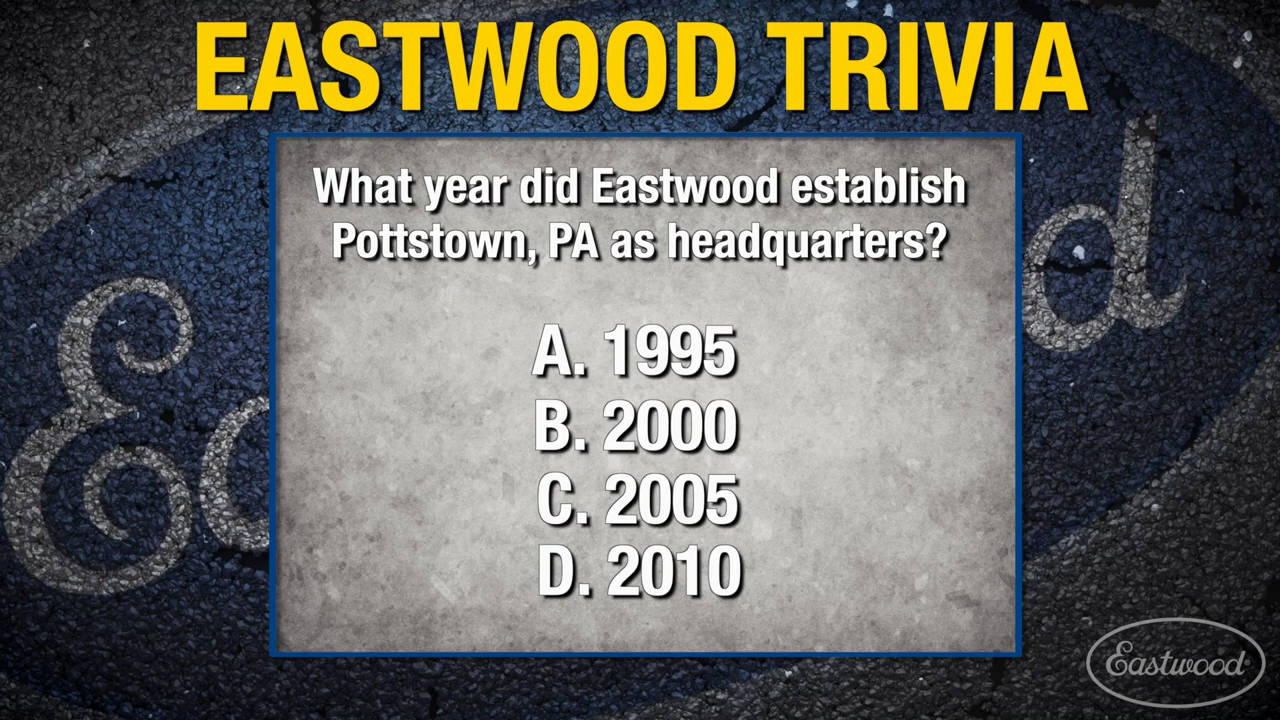 EASTWOOD TRIVIA
What year did Eastwood establish
Pottstown, PA as headquarters?
A. 1995
B. 2000
C. 2005
D. 2010
Eastwood